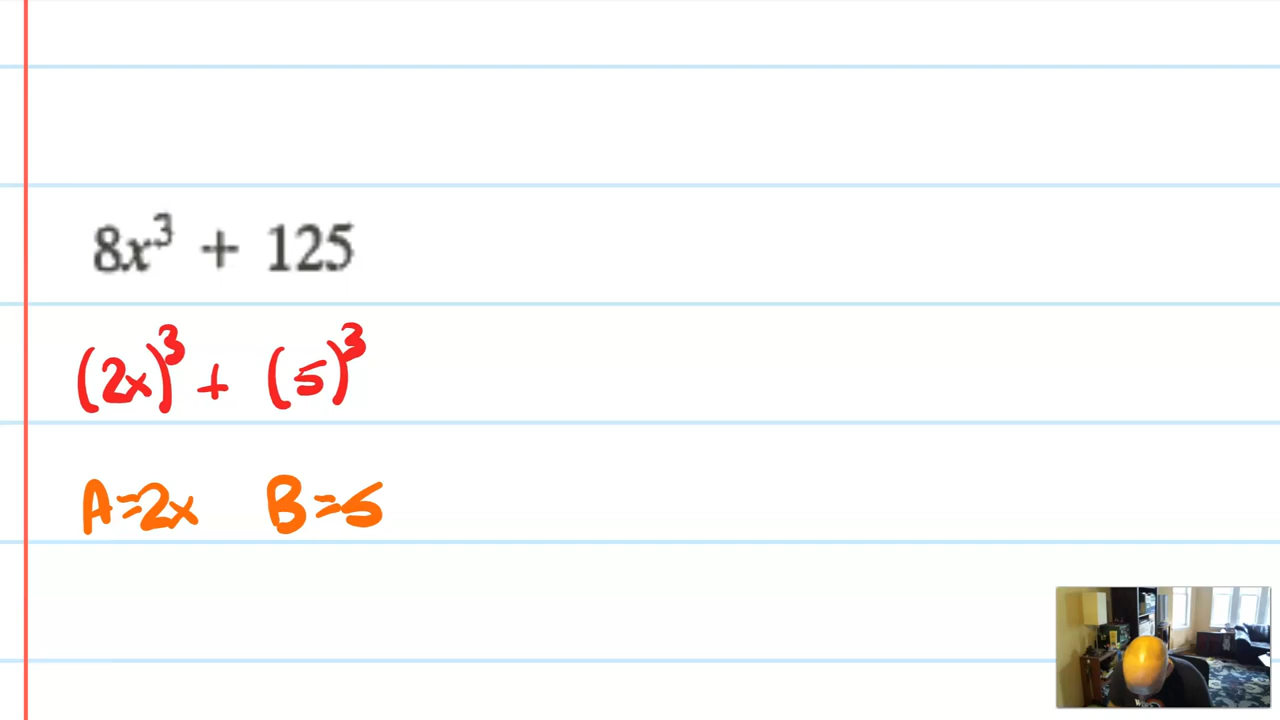 8x³ + 125
(2x)³ + (5)³
A=2x B=5